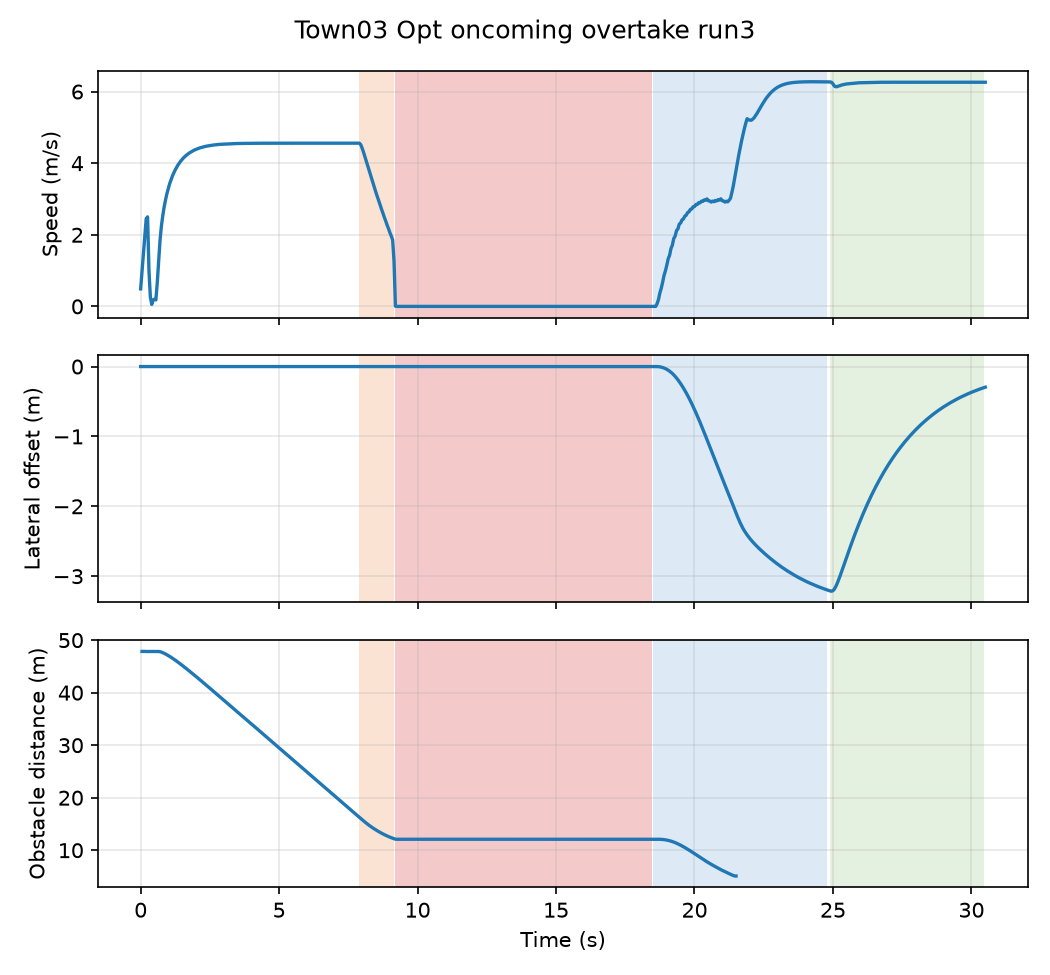 Town03 Opt oncoming overtake run3
Speed (m/s)
6
4
2
0
Lateral offset (m)
0
−1
−2
−3
Obstacle distance (m)
50
40
30
20
10
0 5 10 15 20 25 30
Time (s)